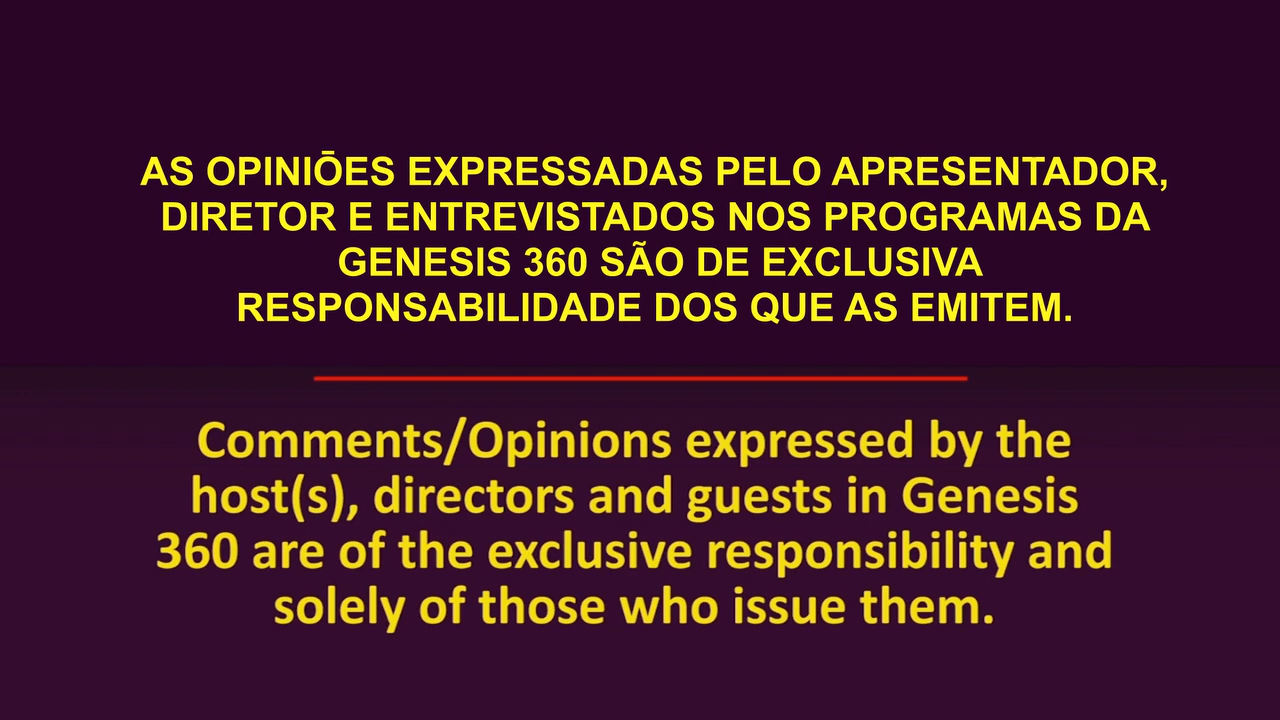 AS OPINIŌES EXPRESSADAS PELO APRESENTADOR,
DIRETOR E ENTREVISTADOS NOS PROGRAMAS DA
GENESIS 360 SÃO DE EXCLUSIVA
RESPONSABILIDADE DOS QUE AS EMITEM.
Comments/Opinions expressed by the
host(s), directors and guests in Genesis
360 are of the exclusive responsibility and
solely of those who issue them.